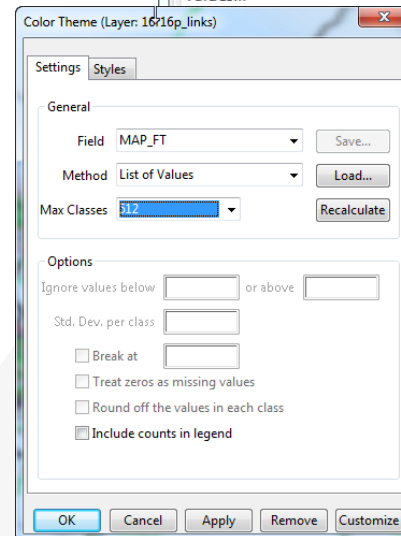 Color Theme (Layer: 16/16p_links)
Settings Styles
General
Field MAP_FT Save...
Method List of Values Load...
Max Classes 512 Recalculate
Options
Ignore values below or above
Std. Dev. per class
Break at
Treat zeros as missing values
Round off the values in each class
Include counts in legend
OK Cancel Apply Remove Customize